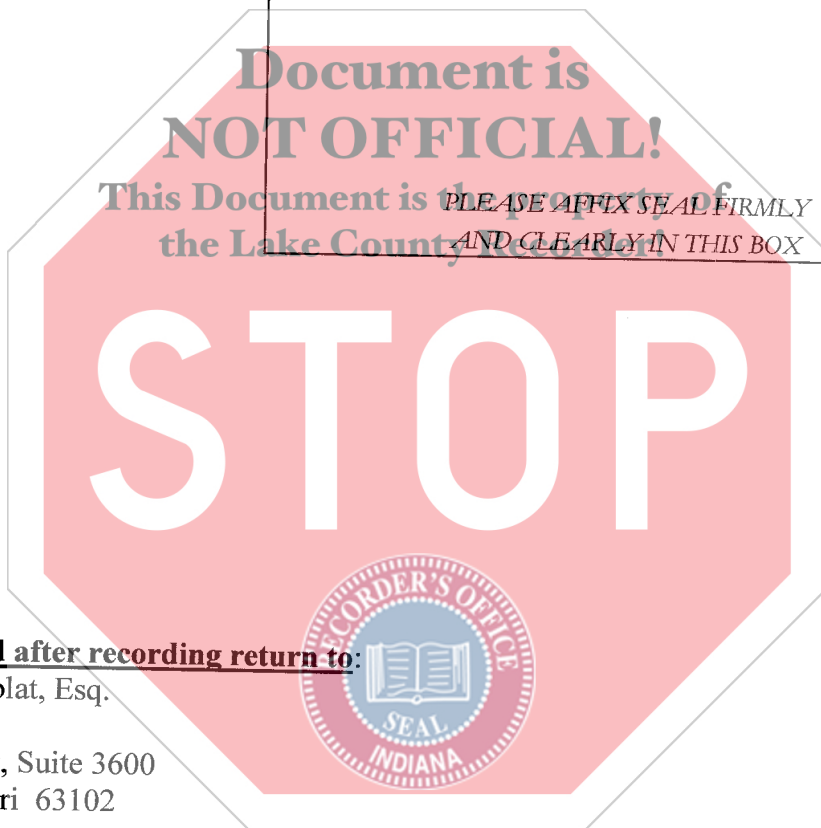 Document is
NOT OFFICIAL!
This Document is the property of
the Lake County Recorder!
PLEASE AFFIX SEAL FIRMLY
AND CLEARLY IN THIS BOX
STOP
RECORDER'S OFFICE
SEAL
INDIANA
after recording return to:
Esq.
, Suite 3600
63102